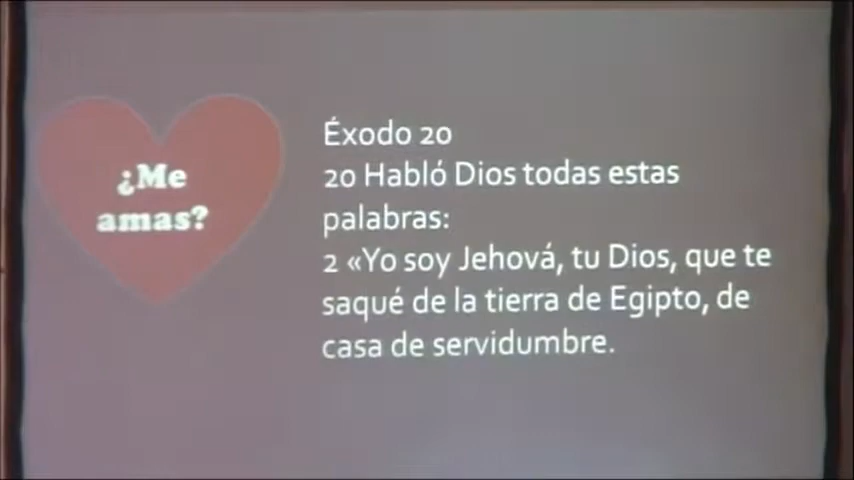 ¿Me
amas?
Éxodo 20
20 Habló Dios todas estas
palabras:
2 «Yo soy Jehová, tu Dios, que te
saqué de la tierra de Egipto, de
casa de servidumbre.